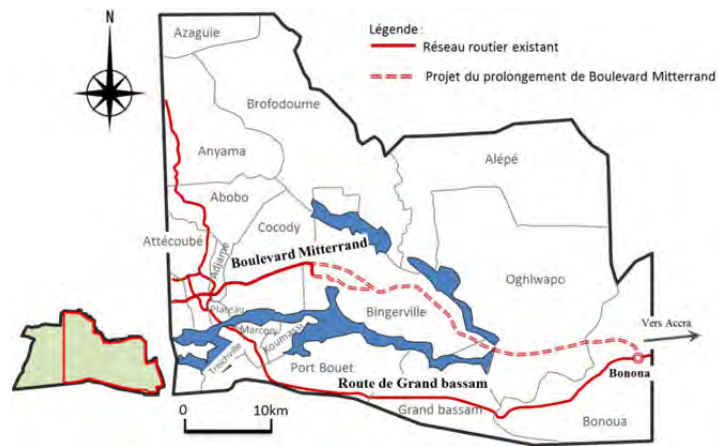 N
Légende :
Réseau routier existant
Projet du prolongement de Boulevard Mitterrand
Azaguie
Brofodoume
Anyama
Alépé
Abobo
Attécoubé
Adjame
Cocody
Boulevard Mitterrand
Oghlwapo
Plateau
Bingerville
Marcory
Koumassi
Treichville
Port Bouet
Vers Accra
Route de Grand bassam
Bonoua
0 10km
Grand bassam
Bonoua